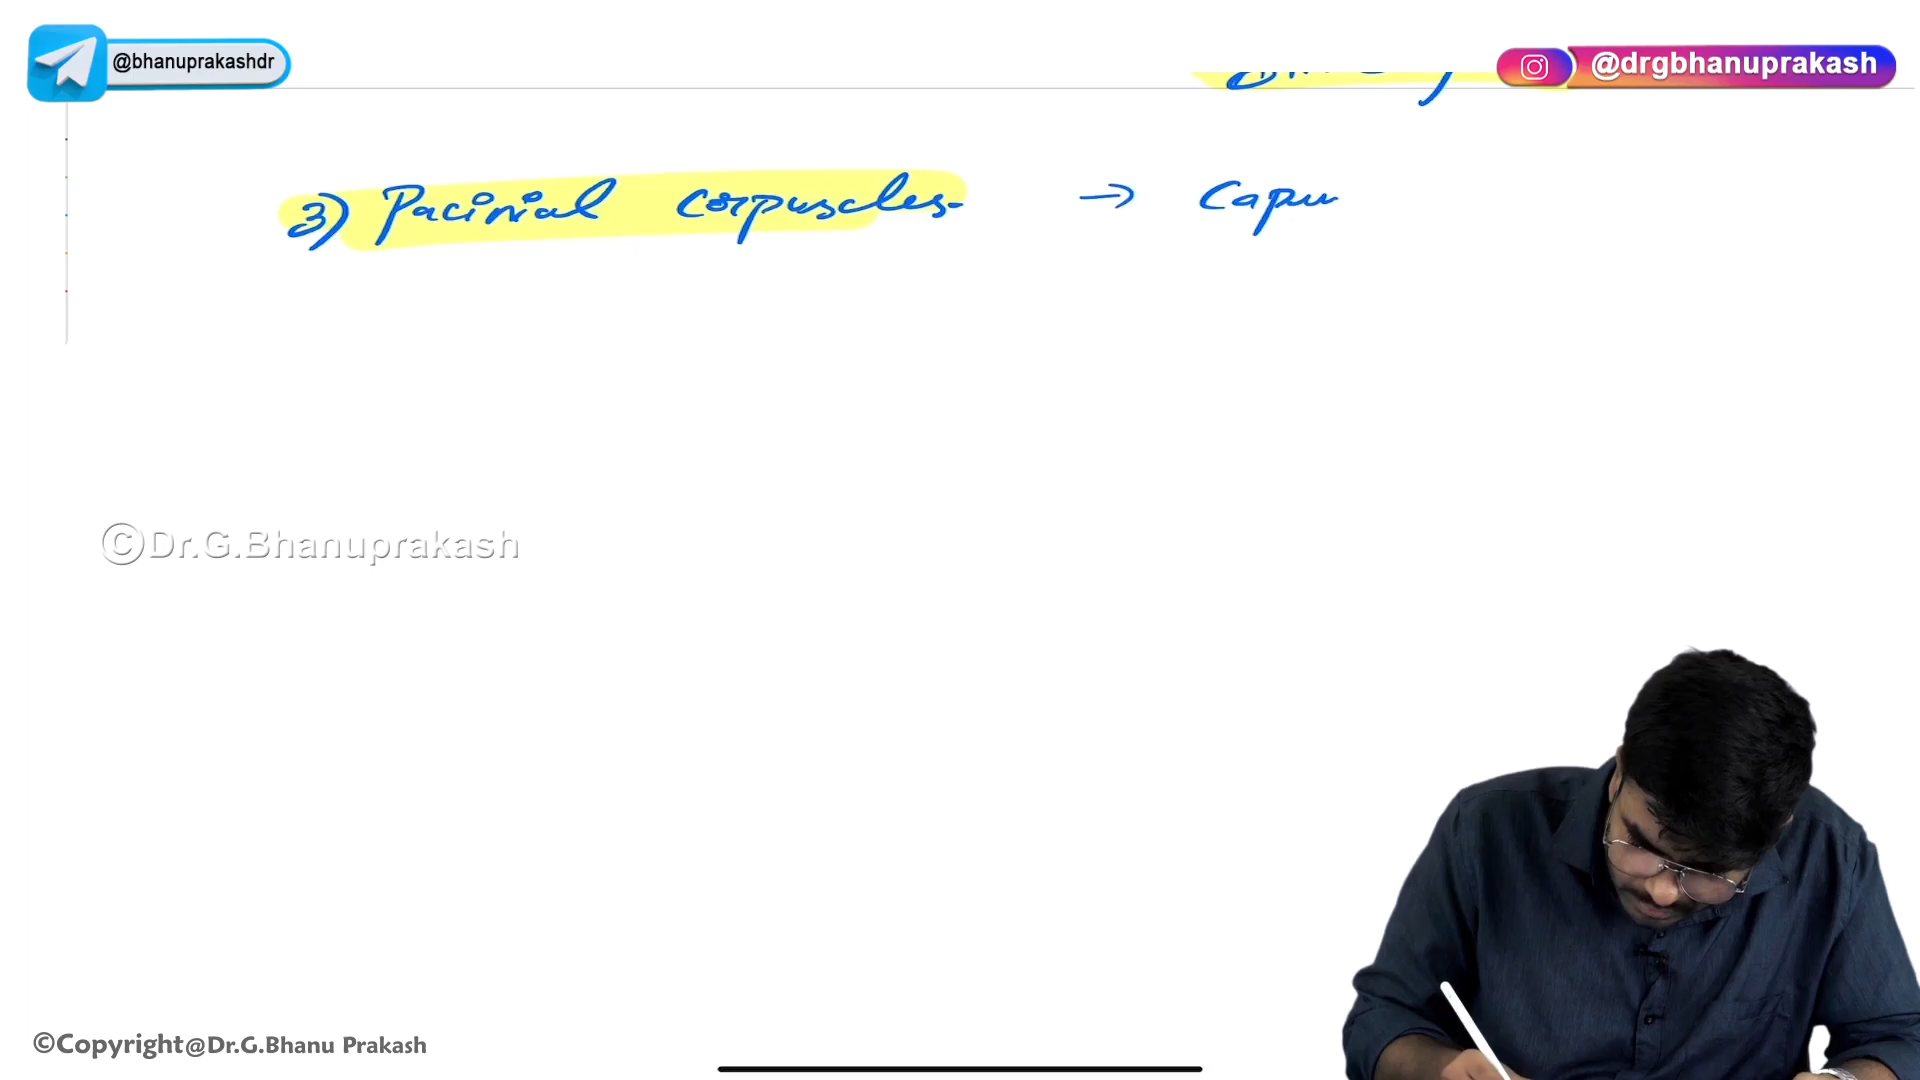 @bhanuprakashdr
@drgbhanuprakash
3) Pacinial Corpuscles. → Capu
©Dr.G.Bhanuprakash
©Copyright@Dr.G.Bhanu Prakash